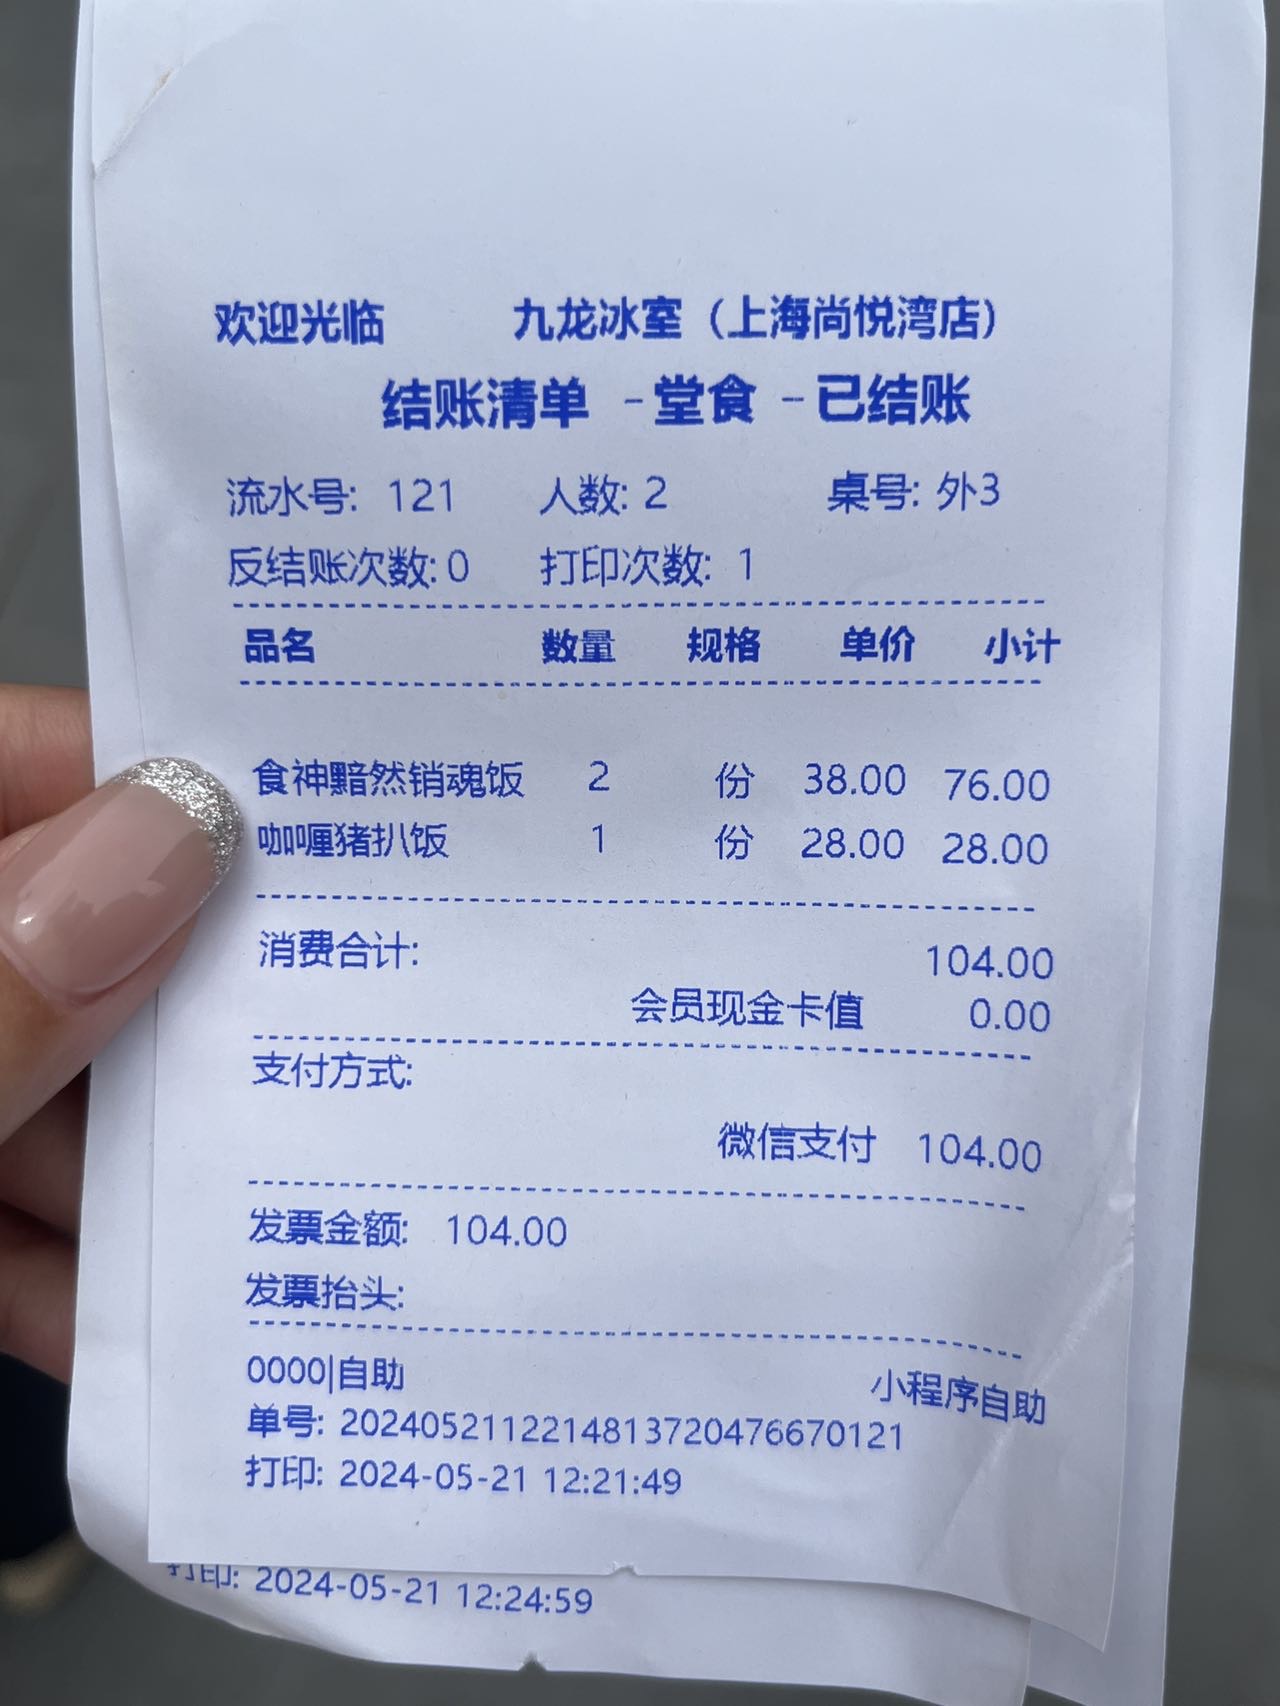 欢迎光临 九龙冰室（上海尚悦湾店）
结账清单 -堂食 -已结账
流水号: 121 人数: 2 桌号: 外3
反结账次数: 0 打印次数: 1
品名 数量 规格 单价 小计
食神黯然销魂饭 2 份 38.00 76.00
咖喱猪扒饭 1 份 28.00 28.00
消费合计: 104.00
会员现金卡值 0.00
支付方式:
微信支付 104.00
发票金额: 104.00
发票抬头:
0000|自助 小程序自助
单号: 20240521122148137204766​70121
打印: 2024-05-21 12:21:49
打印: 2024-05-21 12:24:59